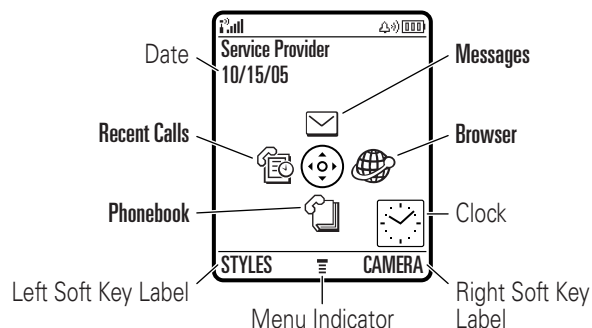 Date
Service Provider
10/15/05
Messages
Recent Calls
Browser
Phonebook
Clock
STYLES
CAMERA
Left Soft Key Label
Menu Indicator
Right Soft Key
Label